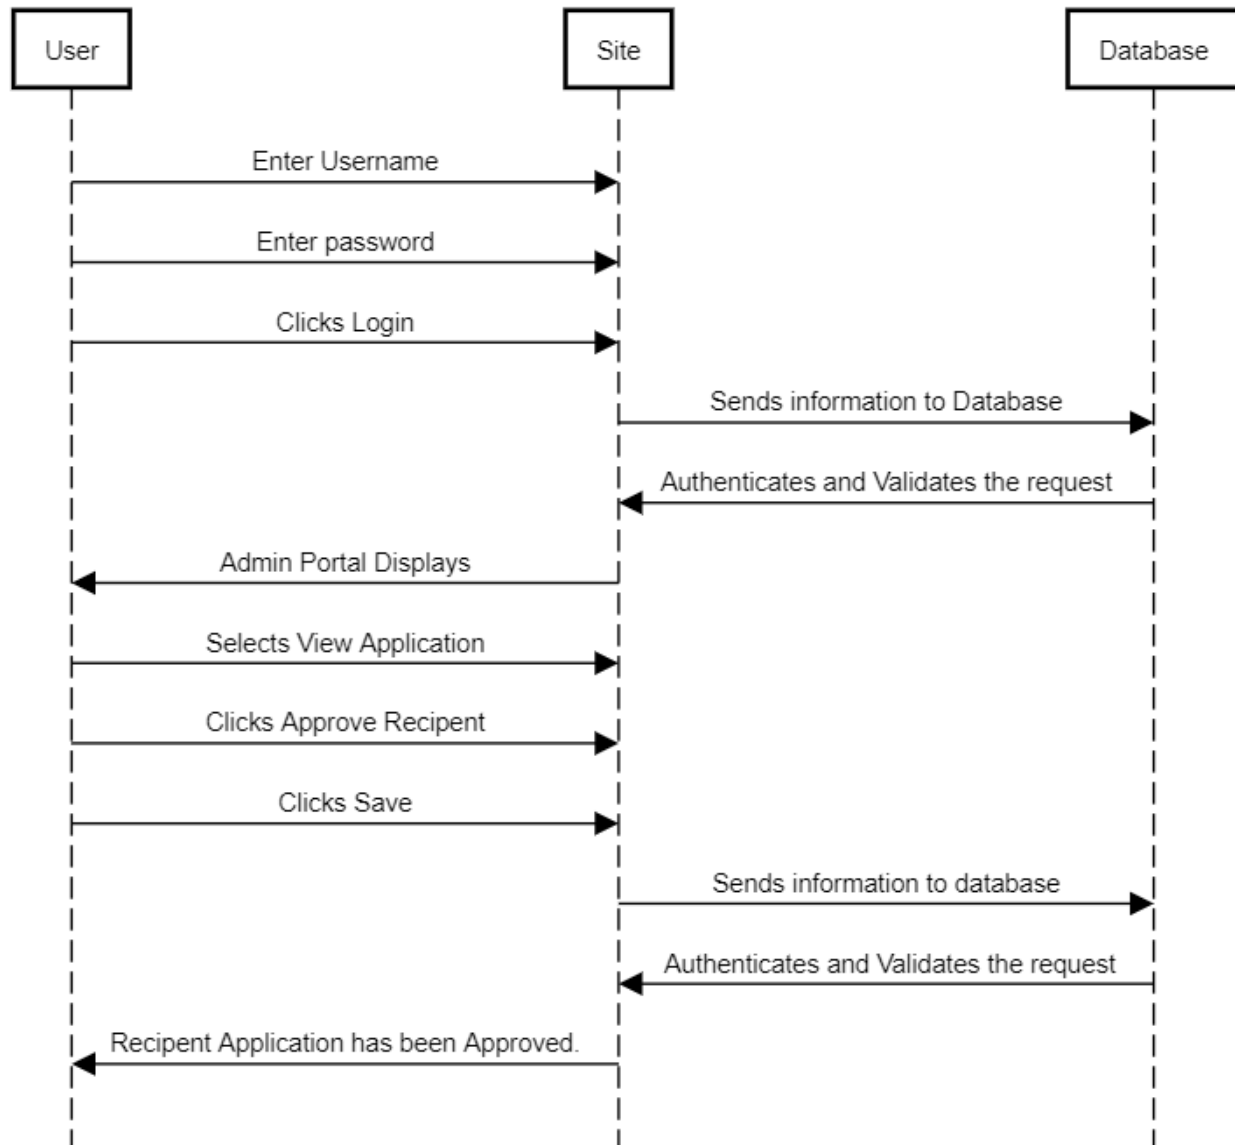 User
Site
Database
Enter Username
Enter password
Clicks Login
Sends information to Database
Authenticates and Validates the request
Admin Portal Displays
Selects View Application
Clicks Approve Recipent
Clicks Save
Sends information to database
Authenticates and Validates the request
Recipent Application has been Approved.